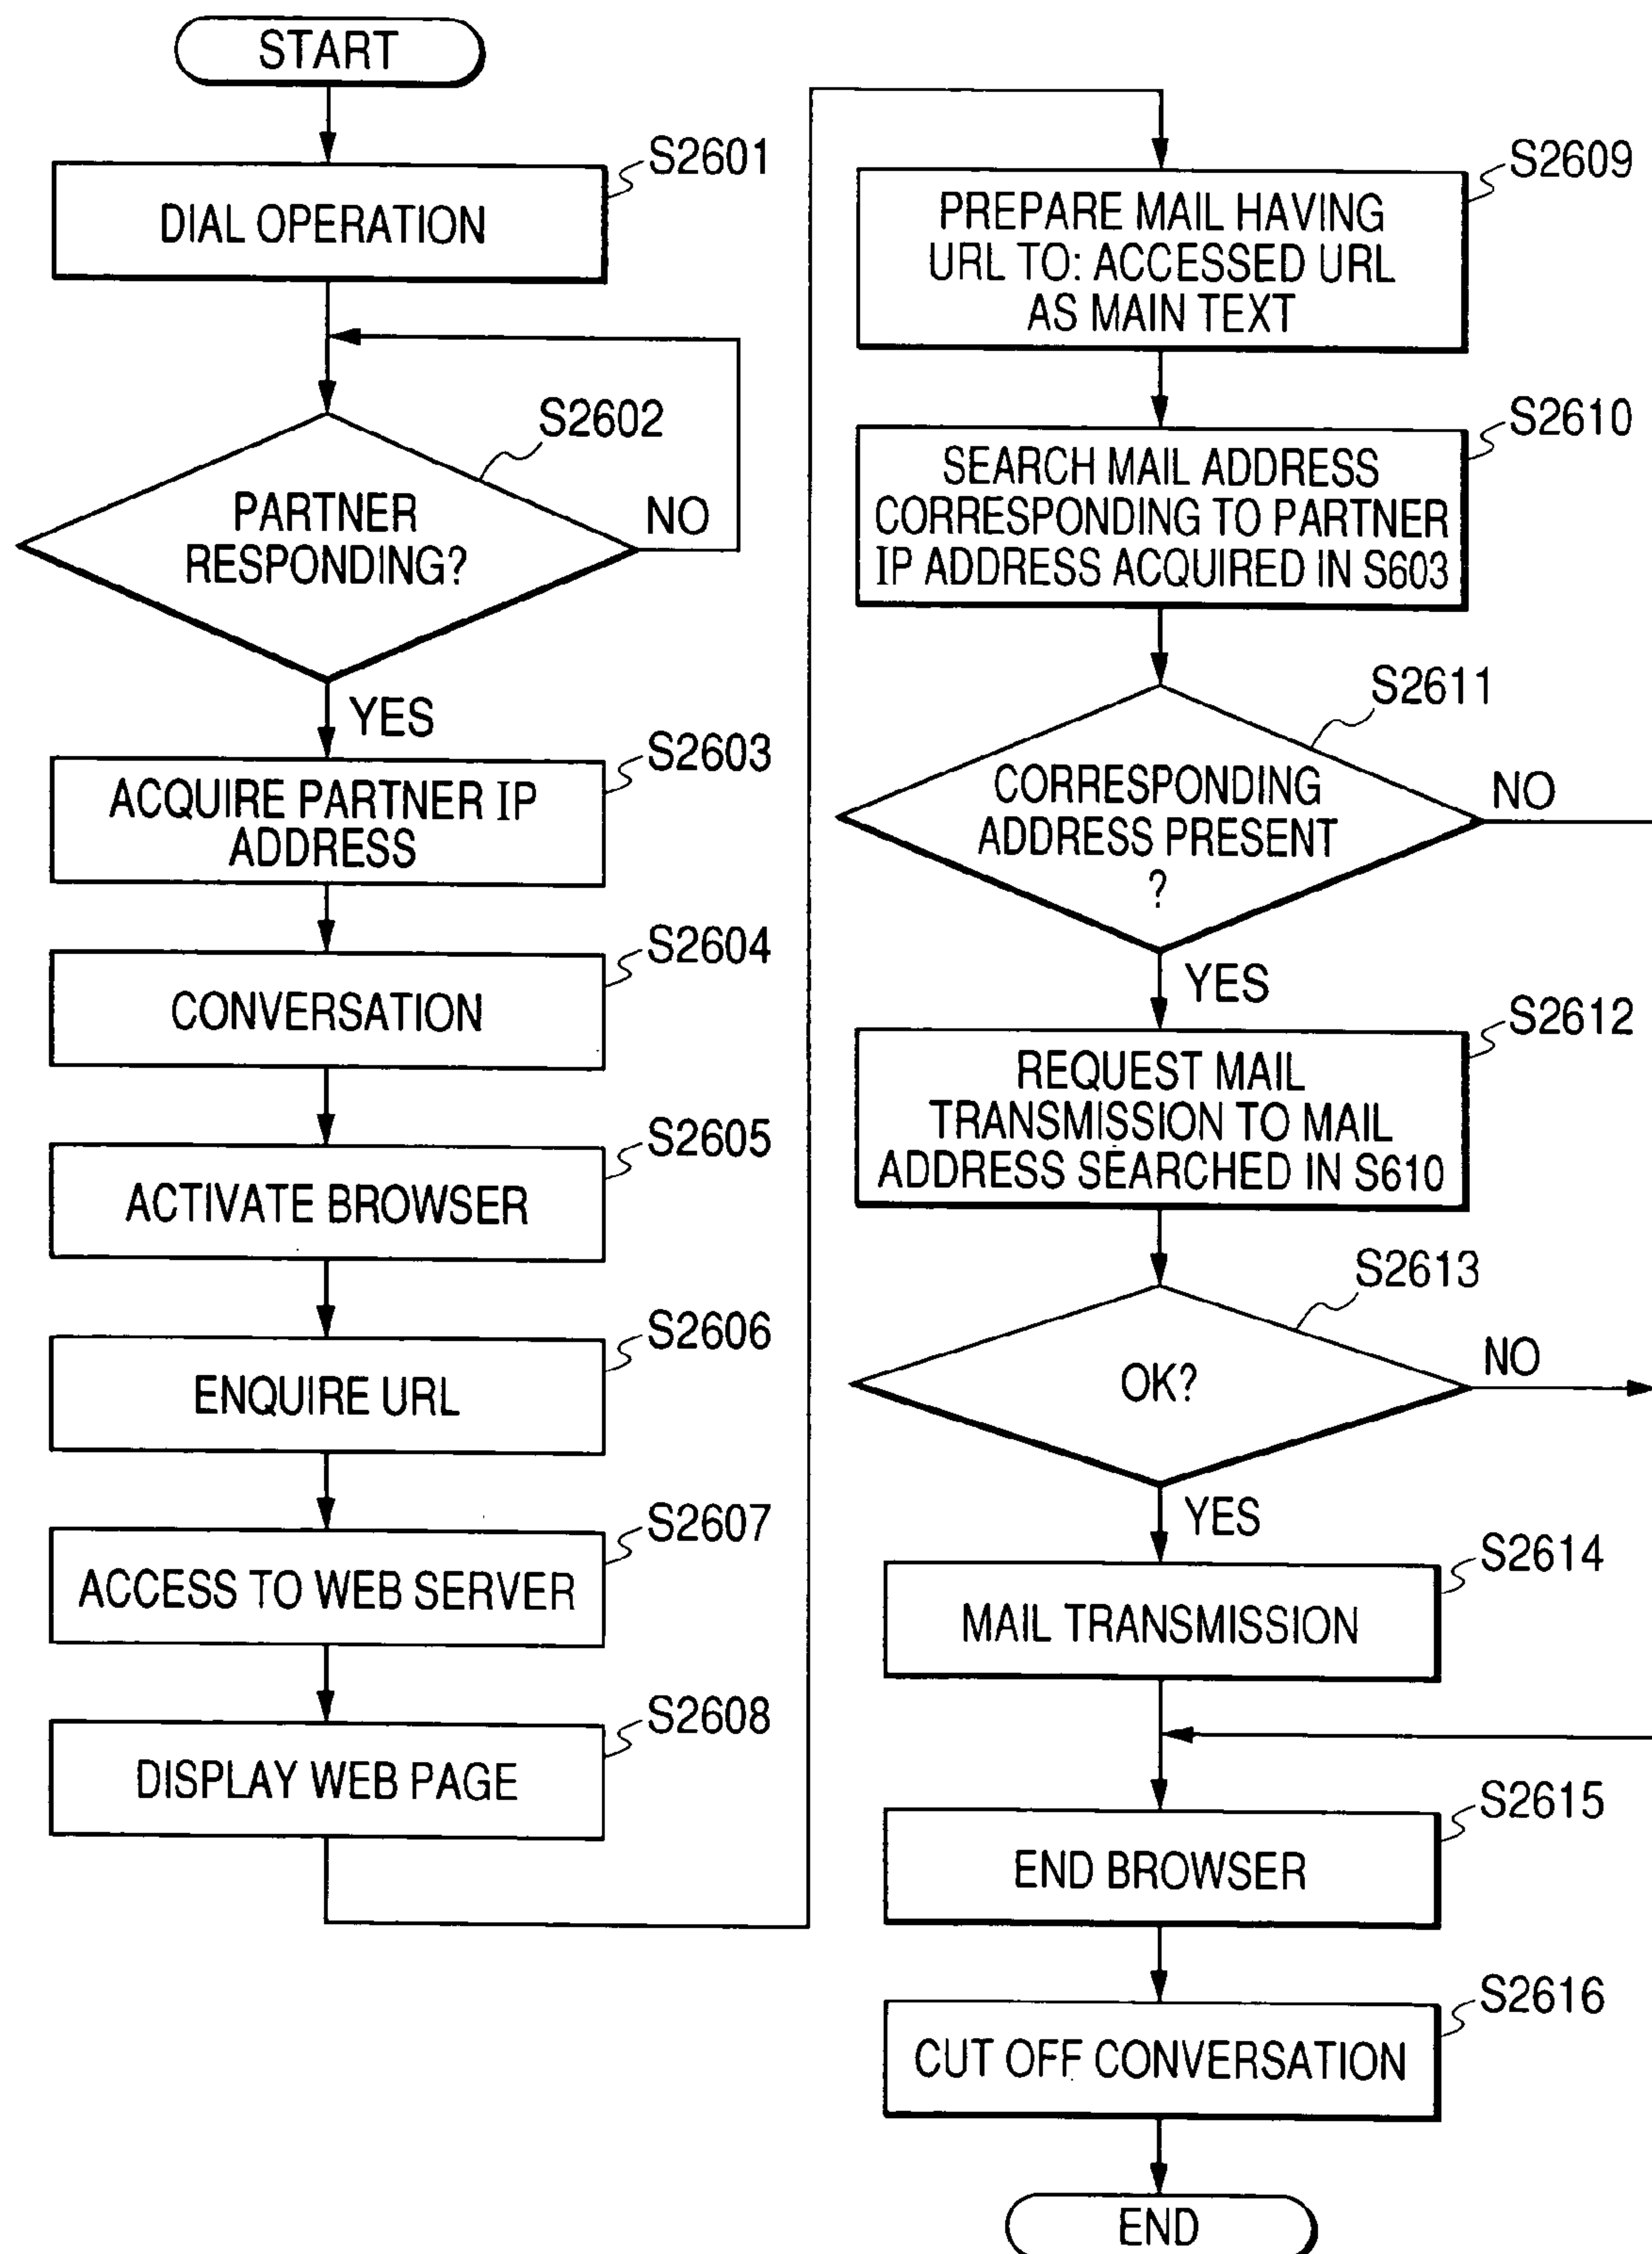 START
S2601
DIAL OPERATION
S2602
PARTNER
RESPONDING?
NO
YES
S2603
ACQUIRE PARTNER IP
ADDRESS
S2604
CONVERSATION
S2605
ACTIVATE BROWSER
S2606
ENQUIRE URL
S2607
ACCESS TO WEB SERVER
S2608
DISPLAY WEB PAGE
S2609
PREPARE MAIL HAVING
URL TO: ACCESSED URL
AS MAIN TEXT
S2610
SEARCH MAIL ADDRESS
CORRESPONDING TO PARTNER
IP ADDRESS ACQUIRED IN S603
S2611
CORRESPONDING
ADDRESS PRESENT
?
NO
YES
S2612
REQUEST MAIL
TRANSMISSION TO MAIL
ADDRESS SEARCHED IN S610
S2613
OK?
NO
YES
S2614
MAIL TRANSMISSION
S2615
END BROWSER
S2616
CUT OFF CONVERSATION
END